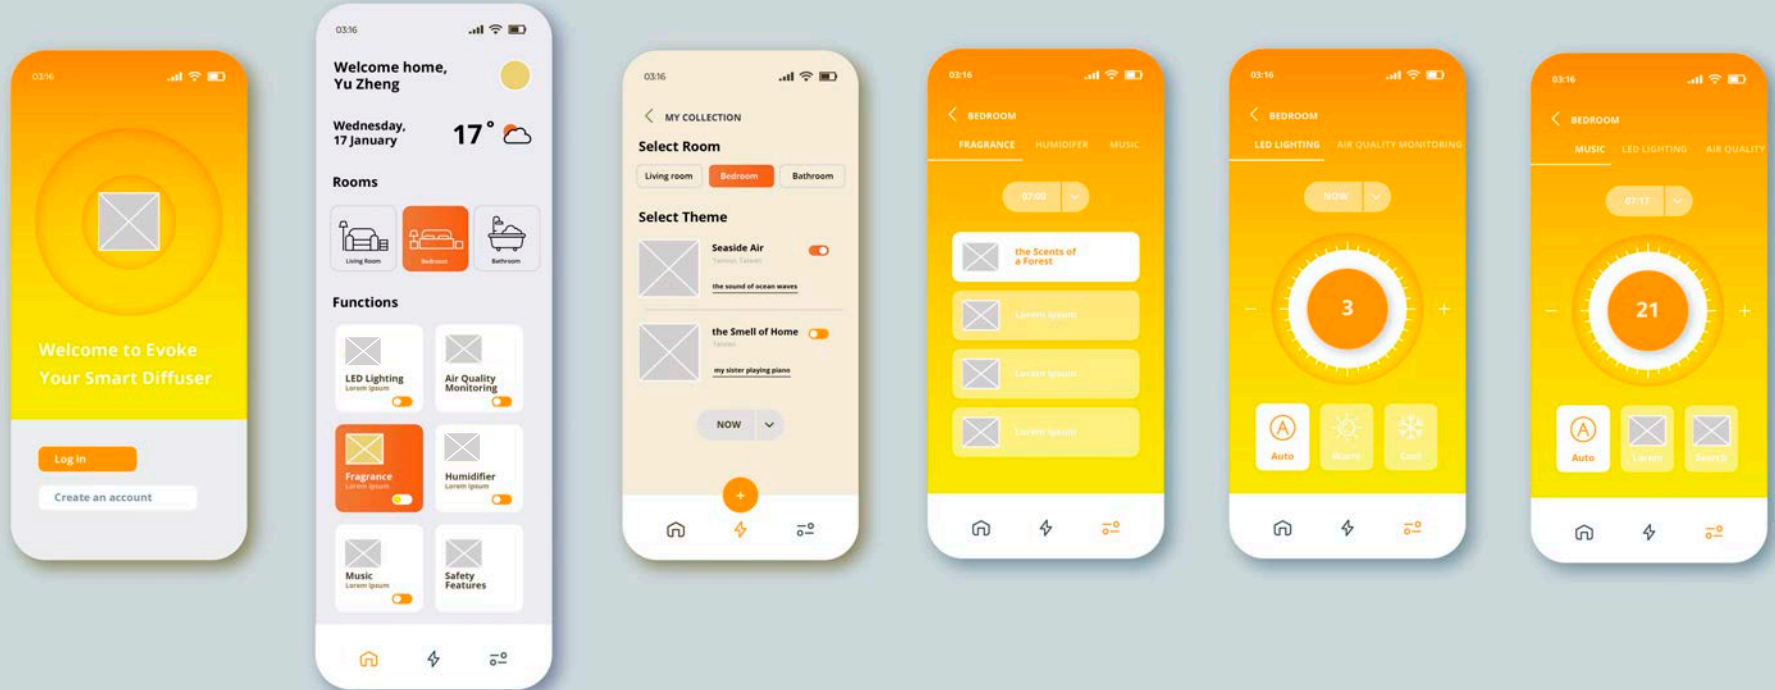 03:16
Welcome to Evoke
Your Smart Diffuser
Log in
Create an account
03:16
Welcome home,
Yu Zheng
Wednesday,
17 January
17°
Rooms
Living Room
Bedroom
Bathroom
Functions
LED Lighting
Lorem Ipsum
Air Quality
Monitoring
Fragrance
Lorem Ipsum
Humidifier
Lorem Ipsum
Music
Lorem Ipsum
Safety
Features
03:16
MY COLLECTION
Select Room
Living room
Bedroom
Bathroom
Select Theme
Seaside Air
the sound of ocean waves
the Smell of Home
Taiwan
my sister playing piano
NOW
+
03:16
BEDROOM
FRAGRANCE
HUMIDIFER
MUSIC
07:00
the Scents of
a Forest
Lorem Ipsum
Lorem Ipsum
Lorem Ipsum
03:16
BEDROOM
LED LIGHTING
AIR QUALITY MONITORING
NOW
−
3
+
A
Auto
Warm
Cool
03:16
BEDROOM
MUSIC
LED LIGHTING
AIR QUALITY
07:17
−
21
+
A
Auto
Lorem
Search